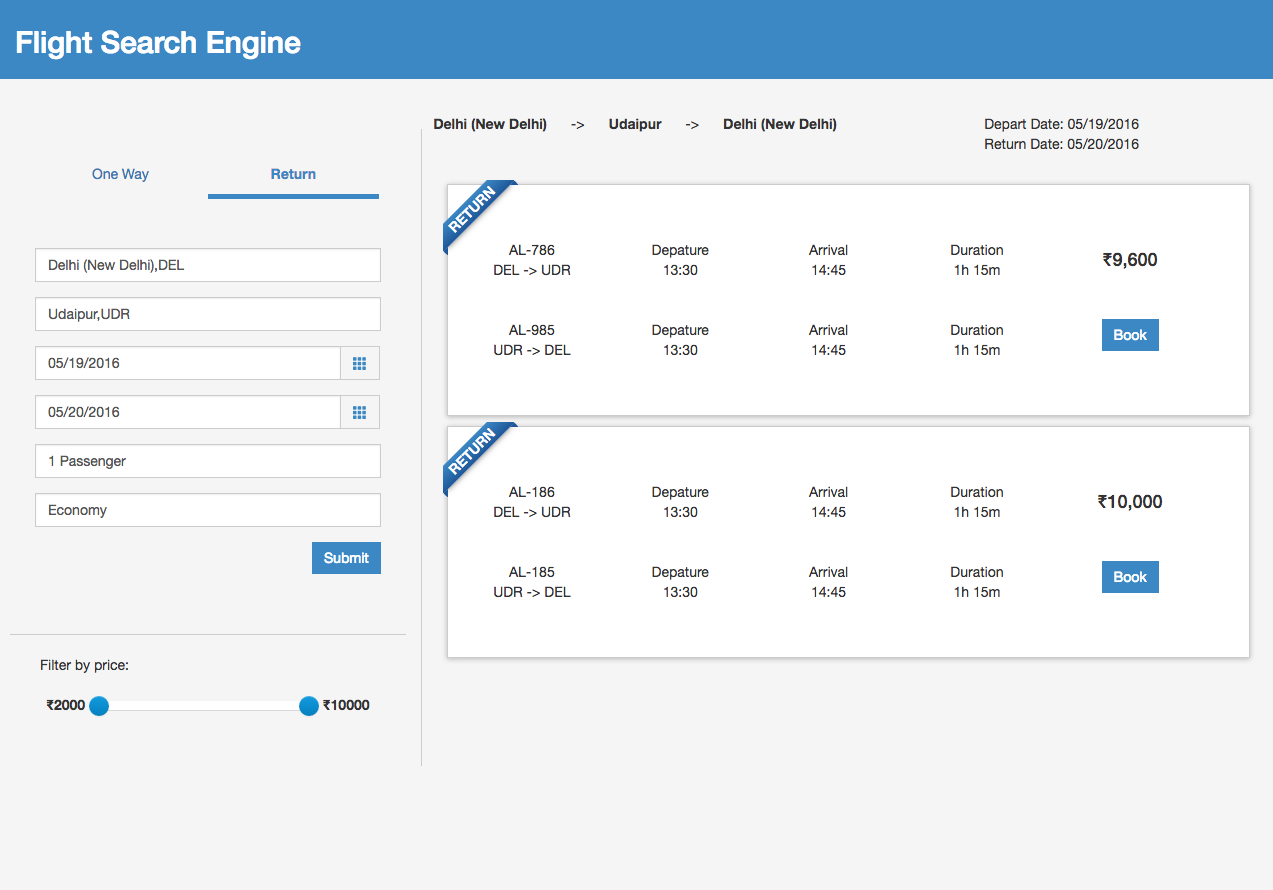 Flight Search Engine
One Way Return
Delhi (New Delhi),DEL
Udaipur,UDR
05/19/2016
05/20/2016
1 Passenger
Economy
Submit
Filter by price:
₹2000 ₹10000
Delhi (New Delhi) -> Udaipur -> Delhi (New Delhi)
Depart Date: 05/19/2016
Return Date: 05/20/2016
RETURN
AL-786 Depature Arrival Duration
DEL -> UDR 13:30 14:45 1h 15m
₹9,600
AL-985 Depature Arrival Duration
UDR -> DEL 13:30 14:45 1h 15m
Book
RETURN
AL-186 Depature Arrival Duration
DEL -> UDR 13:30 14:45 1h 15m
₹10,000
AL-185 Depature Arrival Duration
UDR -> DEL 13:30 14:45 1h 15m
Book